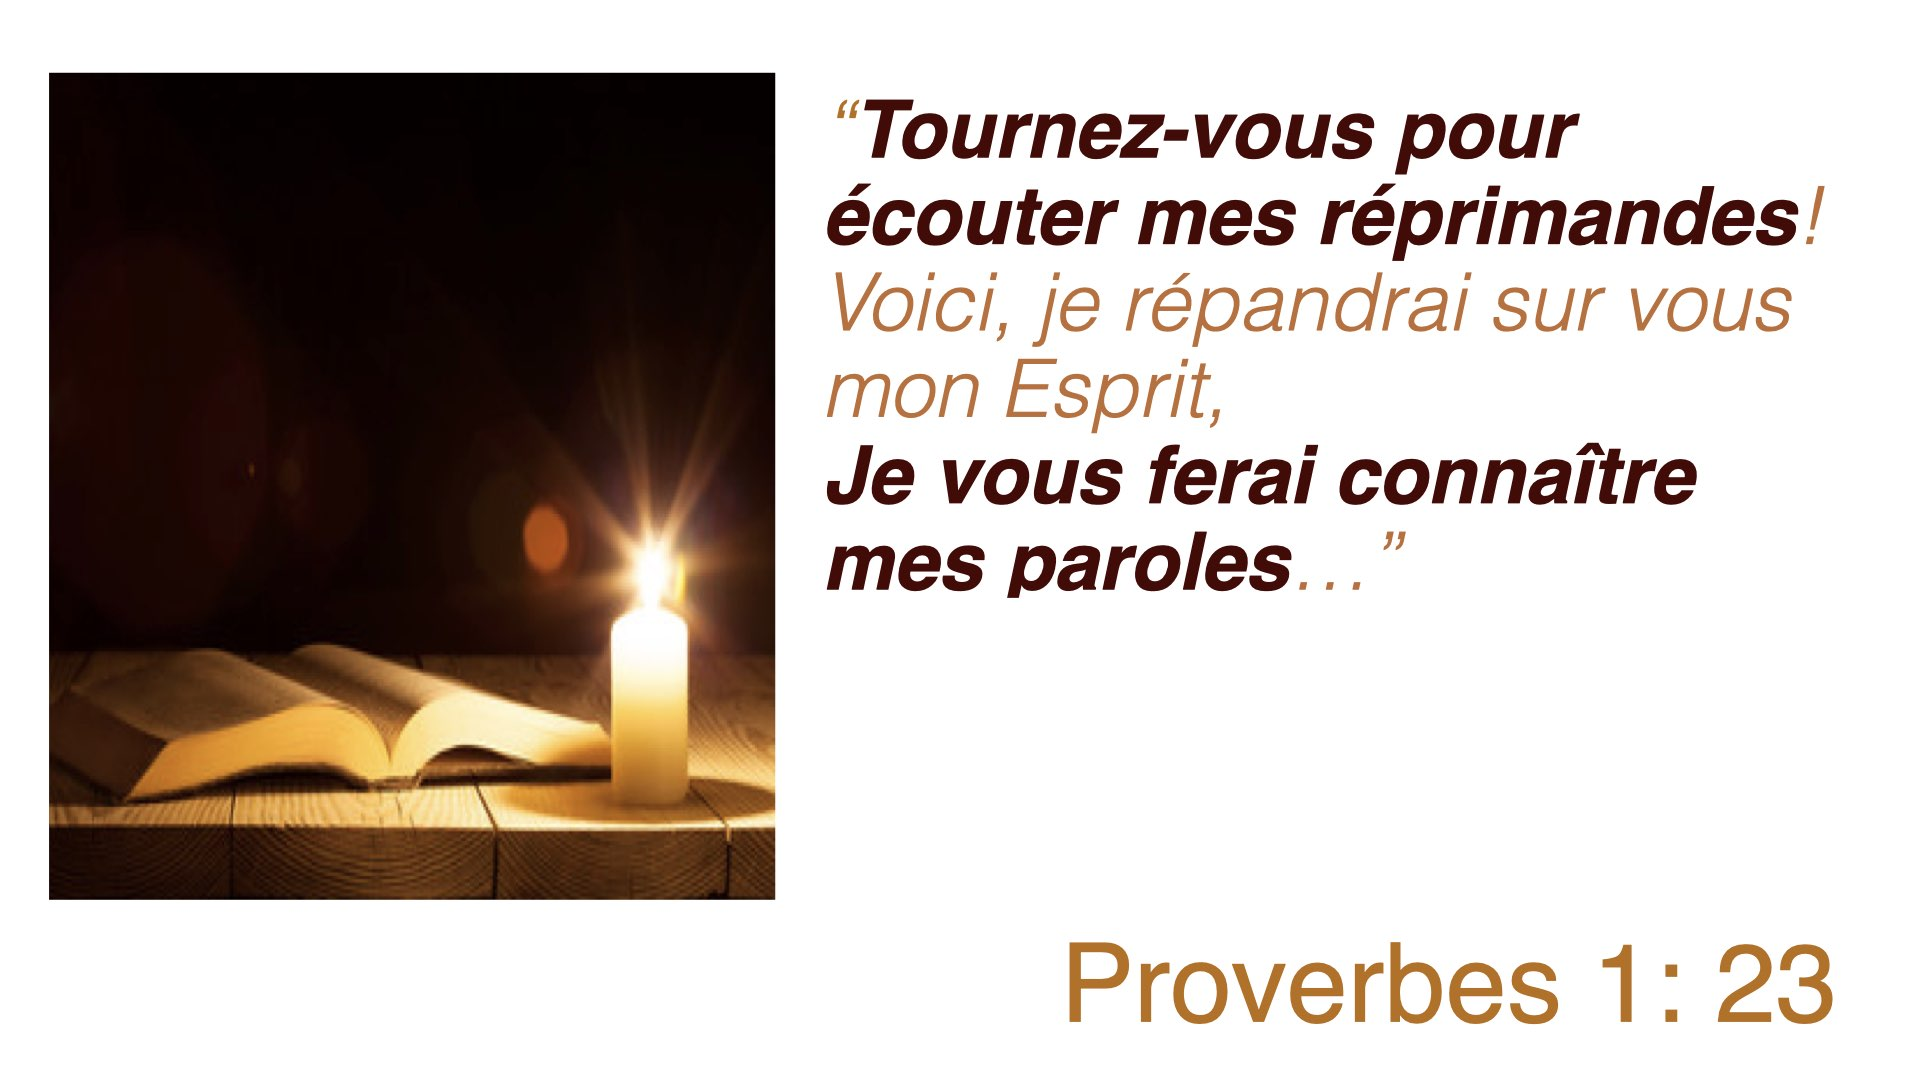 “Tournez-vous pour
écouter mes réprimandes!
Voici, je répandrai sur vous
mon Esprit,
Je vous ferai connaître
mes paroles…”
Proverbes 1: 23